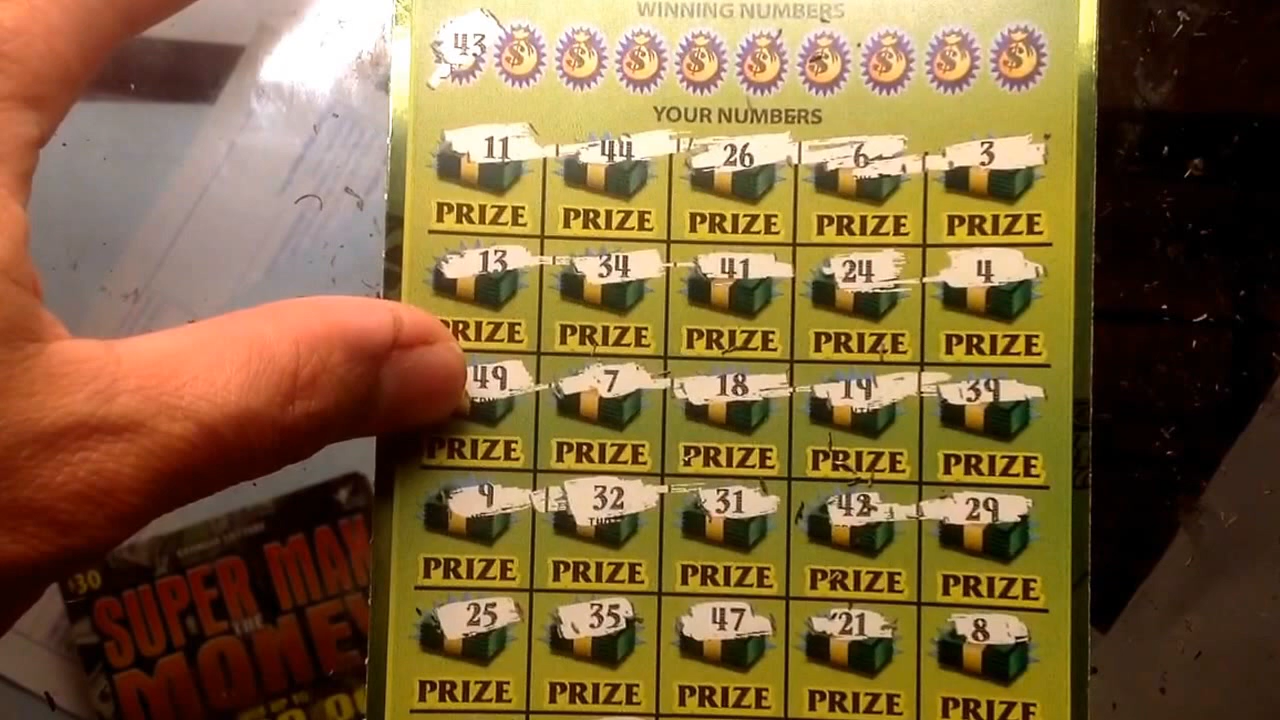 WINNING NUMBERS
43
YOUR NUMBERS
11 44 26 6 3
PRIZE PRIZE PRIZE PRIZE PRIZE
13 34 41 24 4
PRIZE PRIZE PRIZE PRIZE PRIZE
49 7 18 19 39
PRIZE PRIZE PRIZE PRIZE PRIZE
9 32 31 42 29
PRIZE PRIZE PRIZE PRIZE PRIZE
25 35 47 21 8
PRIZE PRIZE PRIZE PRIZE PRIZE
$30
SUPER
THE
MONEY